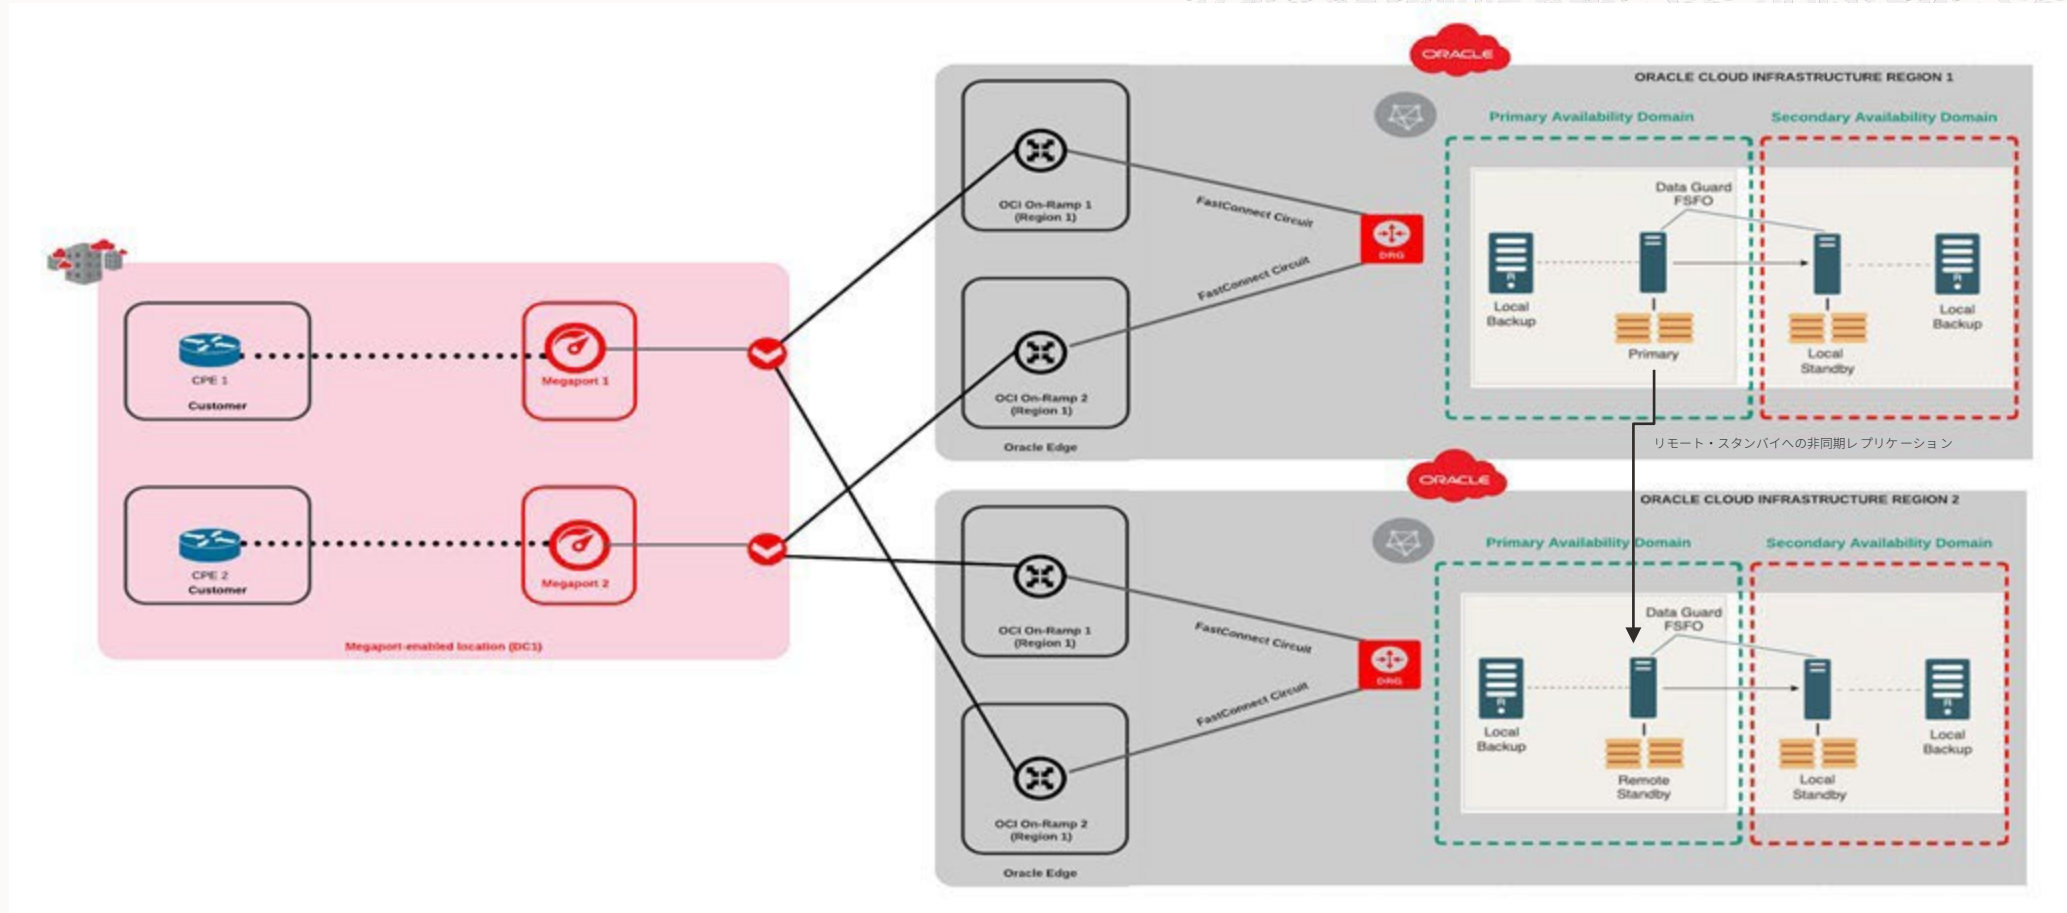 ORACLE
ORACLE CLOUD INFRASTRUCTURE REGION 1
Primary Availability Domain
Secondary Availability Domain
Data Guard
FSFO
OCI On-Ramp 1
(Region 1)
FastConnect Circuit
DRG
FastConnect Circuit
Local
Backup
Primary
Local
Standby
Local
Backup
OCI On-Ramp 2
(Region 1)
Oracle Edge
リモート・スタンバイへの非同期レプリケーション
CPE 1
Customer
Megaport 1
CPE 2
Customer
Megaport 2
Megaport-enabled location (DC1)
ORACLE
ORACLE CLOUD INFRASTRUCTURE REGION 2
Primary Availability Domain
Secondary Availability Domain
Data Guard
FSFO
OCI On-Ramp 1
(Region 1)
FastConnect Circuit
DRG
FastConnect Circuit
Local
Backup
Remote
Standby
Local
Standby
Local
Backup
OCI On-Ramp 2
(Region 1)
Oracle Edge